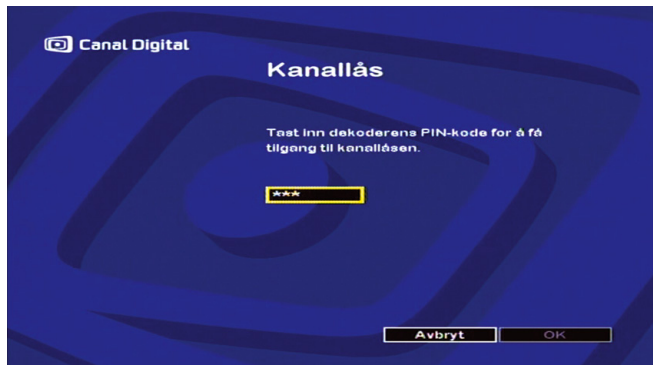 Canal Digital
Kanallås
Tast inn dekoderens PIN-kode for å få
tilgang til kanallåsen.
***
Avbryt
OK